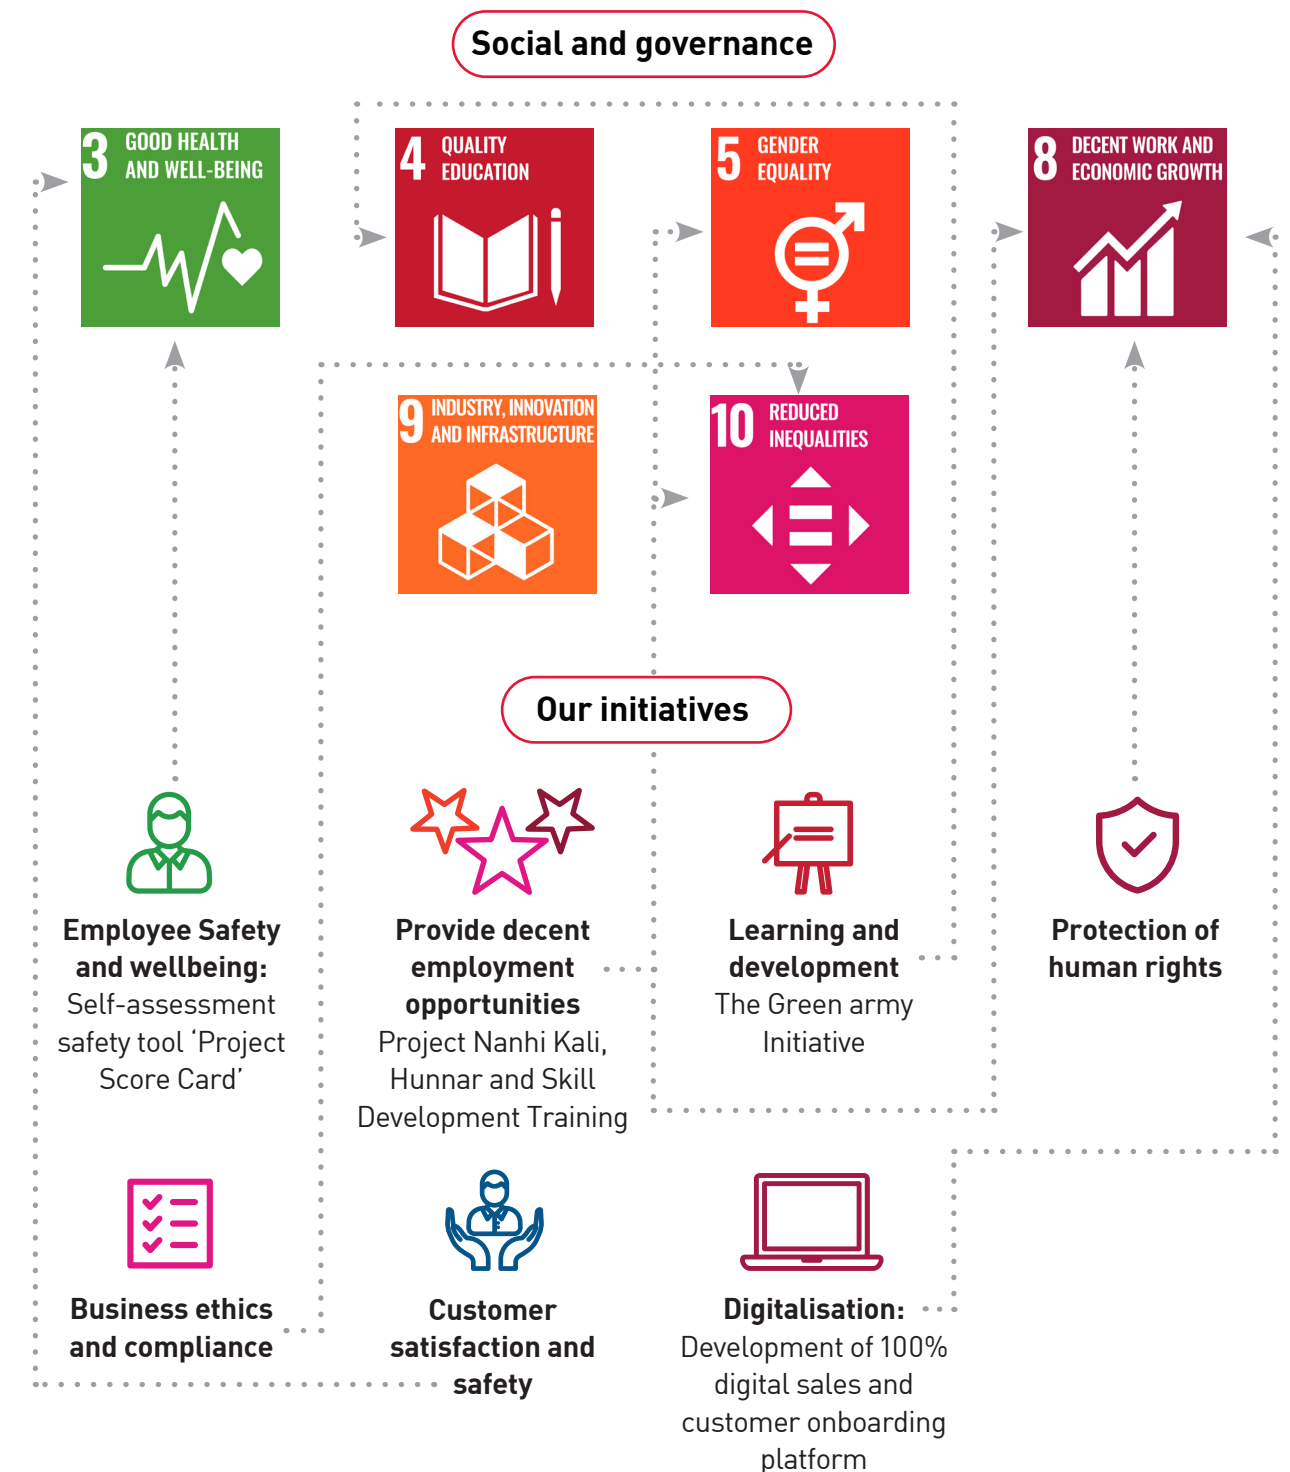 Social and governance
3 GOOD HEALTH
AND WELL-BEING
4 QUALITY
EDUCATION
5 GENDER
EQUALITY
8 DECENT WORK AND
ECONOMIC GROWTH
9 INDUSTRY, INNOVATION
AND INFRASTRUCTURE
10 REDUCED
INEQUALITIES
Our initiatives
Employee Safety
and wellbeing:
Self-assessment
safety tool ‘Project
Score Card’
Provide decent
employment
opportunities
Project Nanhi Kali,
Hunnar and Skill
Development Training
Learning and
development
The Green army
Initiative
Protection of
human rights
Business ethics
and compliance
Customer
satisfaction and
safety
Digitalisation:
Development of 100%
digital sales and
customer onboarding
platform